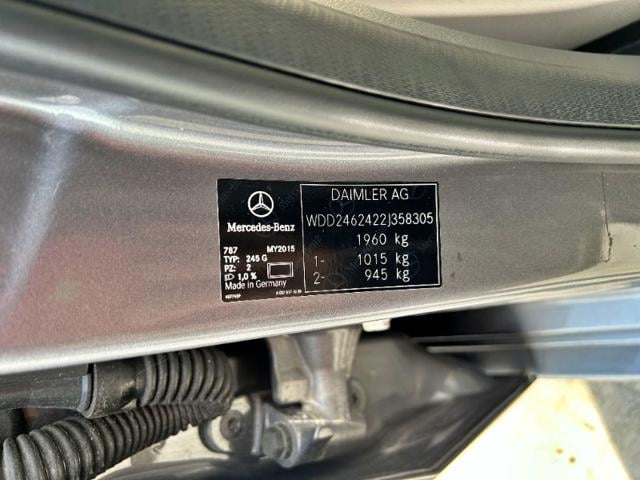 DAIMLER AG
Mercedes-Benz
WDD2462422J358305
1960 kg
787 MY2015
TYP: 245 G
1- 1015 kg
PZ: 2
2- 945 kg
1,0 %
Made in Germany